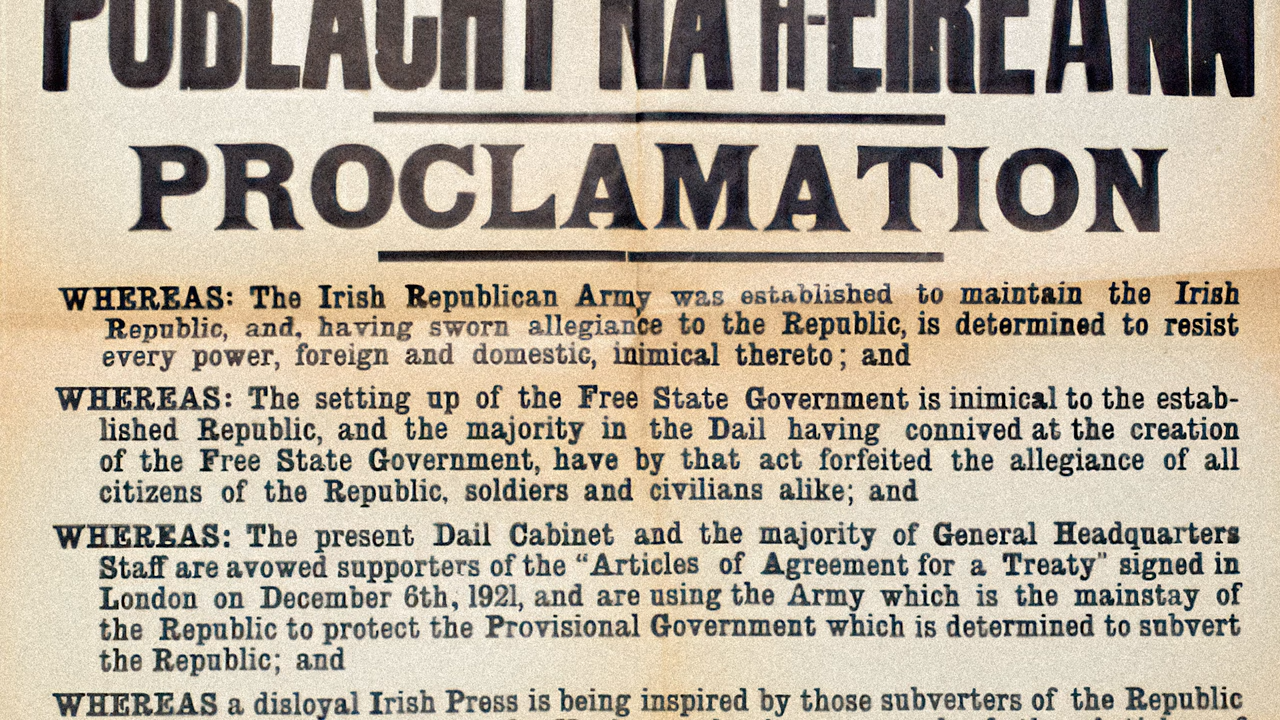 POBLACHT NA H-EIREANN
PROCLAMATION
WHEREAS: The Irish Republican Army was established to maintain the Irish
Republic, and, having sworn allegiance to the Republic, is determined to resist
every power, foreign and domestic, inimical thereto; and
WHEREAS: The setting up of the Free State Government is inimical to the estab-
lished Republic, and the majority in the Dail having connived at the creation
of the Free State Government, have by that act forfeited the allegiance of all
citizens of the Republic, soldiers and civilians alike; and
WHEREAS: The present Dail Cabinet and the majority of General Headquarters
Staff are avowed supporters of the "Articles of Agreement for a Treaty" signed in
London on December 6th, 1921, and are using the Army which is the mainstay of
the Republic to protect the Provisional Government which is determined to subvert
the Republic; and
WHEREAS a disloyal Irish Press is being inspired by those subverters of the Republic